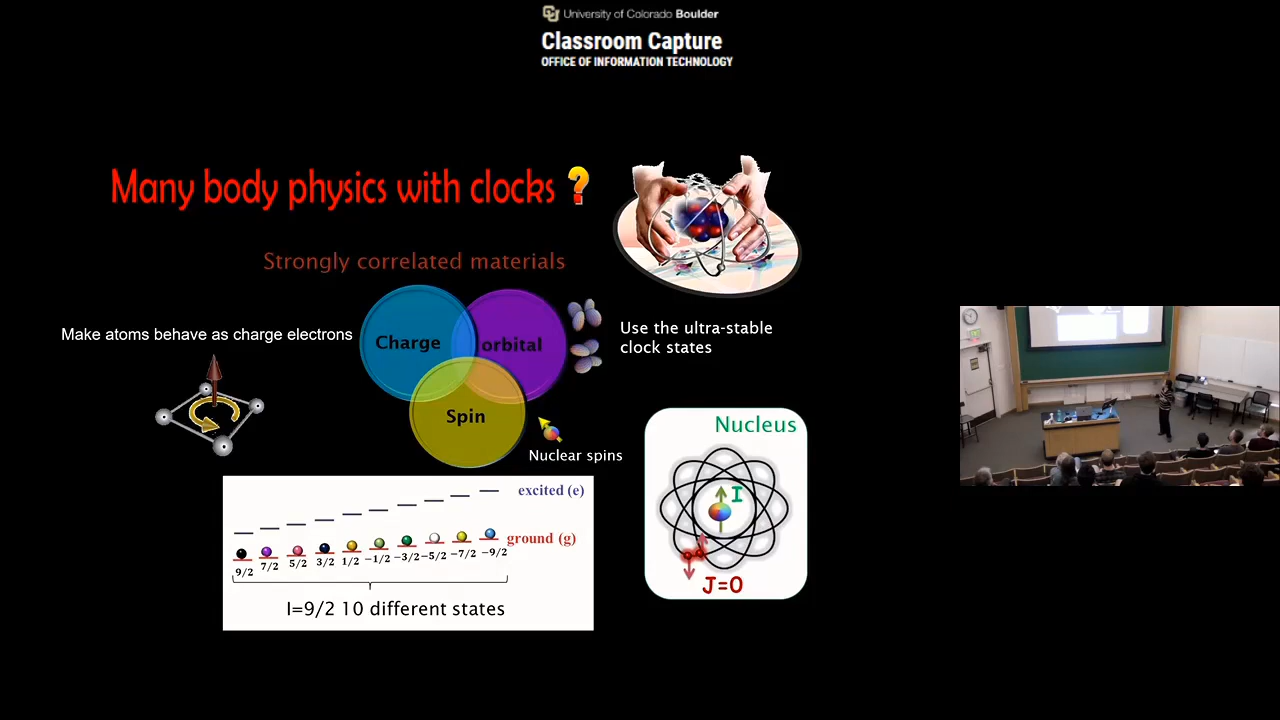 University of Colorado Boulder
Classroom Capture
OFFICE OF INFORMATION TECHNOLOGY
Many body physics with clocks ?
Strongly correlated materials
Make atoms behave as charge electrons
Charge
orbital
Spin
Use the ultra-stable
clock states
Nuclear spins
Nucleus
I
J=0
excited (e)
ground (g)
9/2 7/2 5/2 3/2 1/2 −1/2 −3/2 −5/2 −7/2 −9/2
I=9/2 10 different states